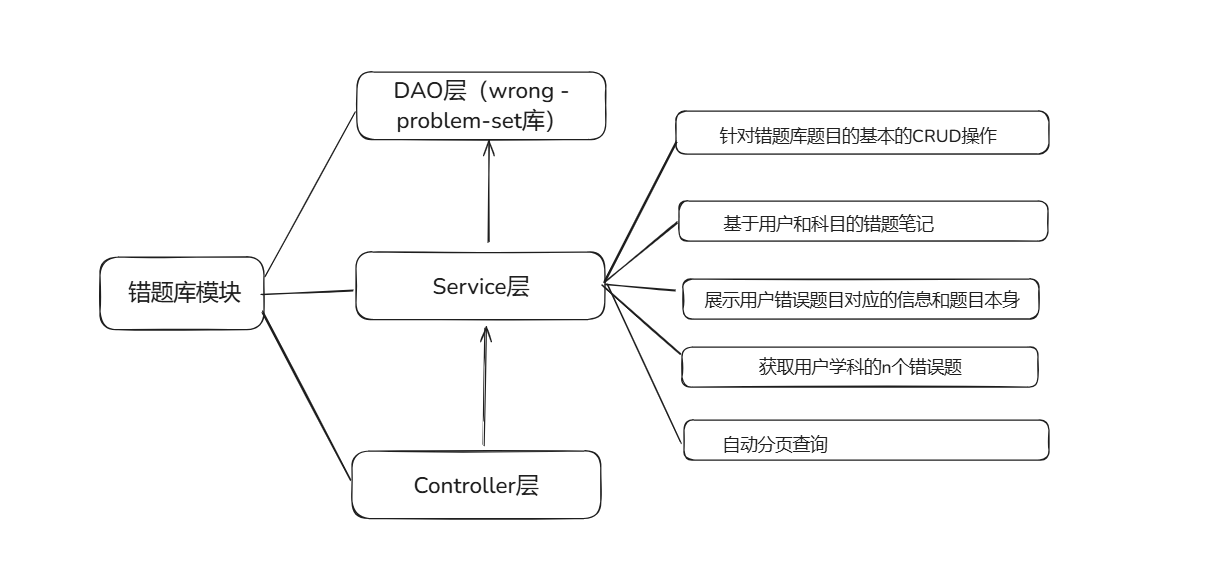 DAO层（wrong -
problem-set库）
针对错题库题目的基本的CRUD操作
基于用户和科目的错题笔记
错题库模块
Service层
展示用户错误题目对应的信息和题目本身
获取用户学科的n个错误题
自动分页查询
Controller层